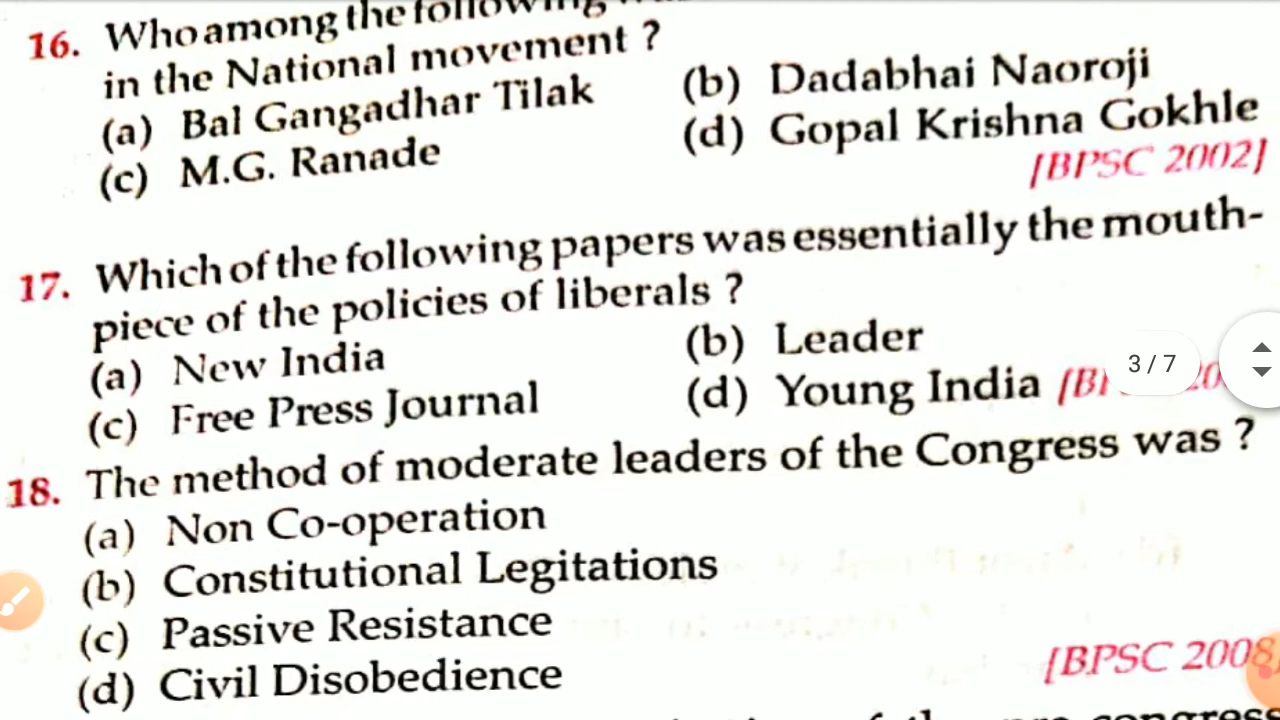 16. Who among the following
in the National movement ?
(a) Bal Gangadhar Tilak (b) Dadabhai Naoroji
(c) M.G. Ranade (d) Gopal Krishna Gokhle
[BPSC 2002]
17. Which of the following papers was essentially the mouth-
piece of the policies of liberals ?
(a) New India (b) Leader
(c) Free Press Journal (d) Young India
3 / 7
18. The method of moderate leaders of the Congress was ?
(a) Non Co-operation
(b) Constitutional Legitations
(c) Passive Resistance
(d) Civil Disobedience
[BPSC 2008